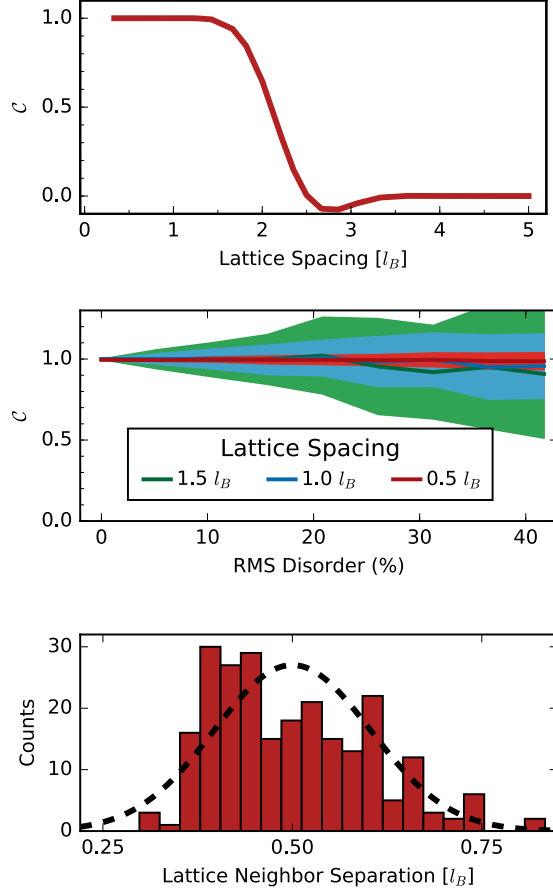 1.0
0.5
0.0
C
0 1 2 3 4 5
Lattice Spacing [l_B]
1.0
0.5
0.0
C
Lattice Spacing
1.5 l_B 1.0 l_B 0.5 l_B
0 10 20 30 40
RMS Disorder (%)
30
20
10
0
Counts
0.25 0.50 0.75
Lattice Neighbor Separation [l_B]